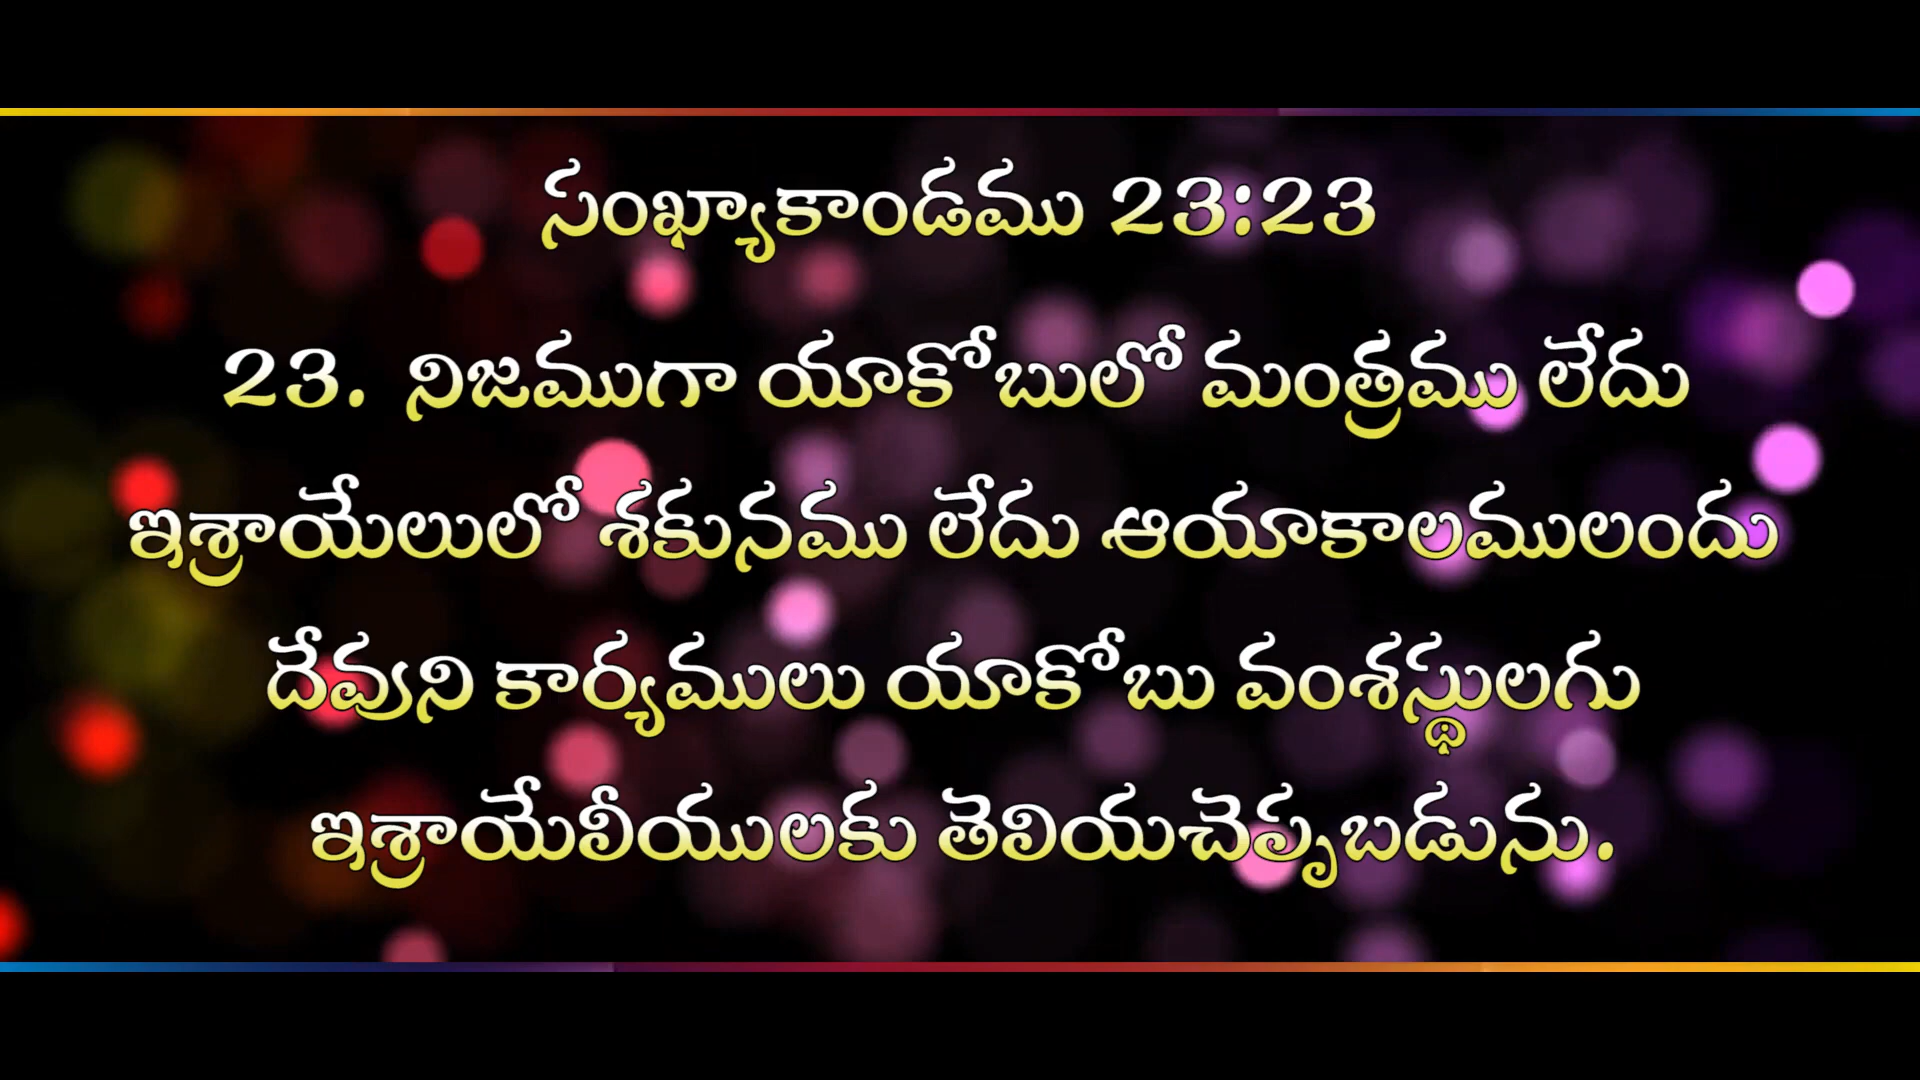 సంఖ్యాకాండము 23:23
23. నిజముగా యాకోబులో మంత్రము లేదు
ఇశ్రాయేలులో శకునము లేదు ఆయాకాలములందు
దేవుని కార్యములు యాకోబు వంశస్థులగు
ఇశ్రాయేలీయులకు తెలియచెప్పబడును.